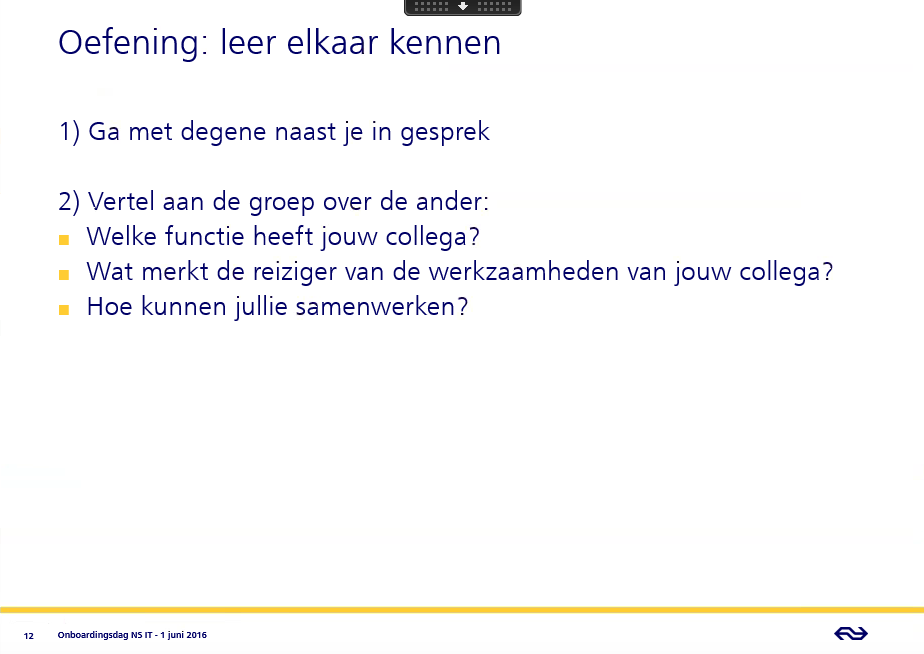 Oefening: leer elkaar kennen
1) Ga met degene naast je in gesprek
2) Vertel aan de groep over de ander:
Welke functie heeft jouw collega?
Wat merkt de reiziger van de werkzaamheden van jouw collega?
Hoe kunnen jullie samenwerken?
12 Onboardingsdag NS IT - 1 juni 2016